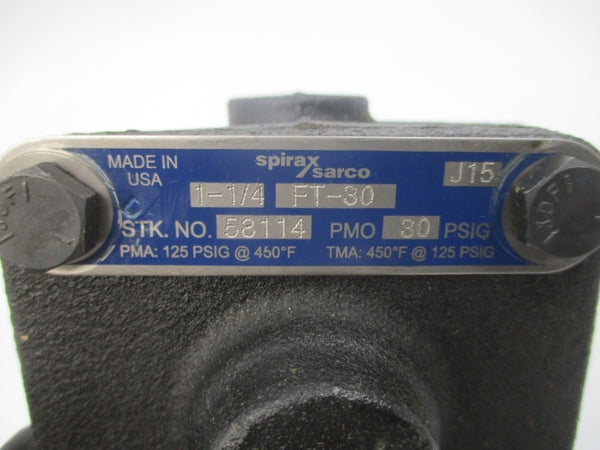 MADE IN
USA
spirax
sarco
J15
1-1/4 FT-30
STK. NO. 58114 PMO 30 PSIG
PMA: 125 PSIG @ 450°F TMA: 450°F @ 125 PSIG